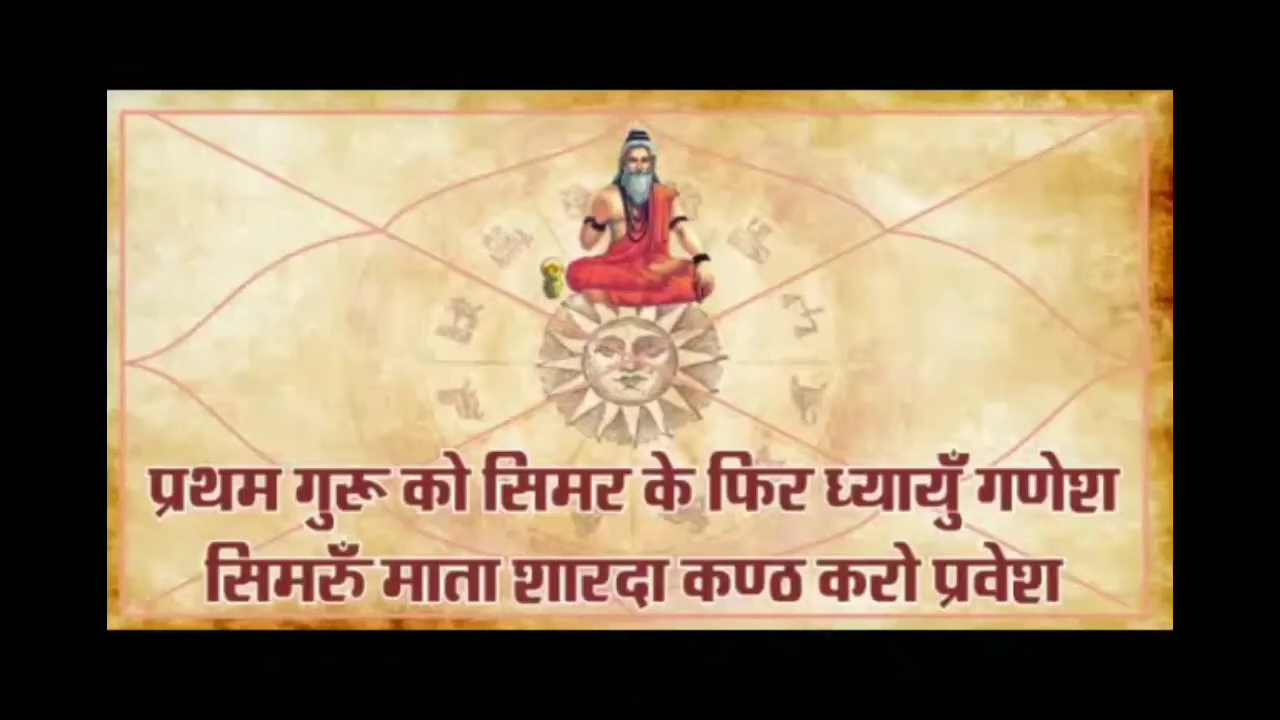 प्रथम गुरू को सिमर के फिर ध्यायुँ गणेश
सिमरुँ माता शारदा कण्ठ करो प्रवेश